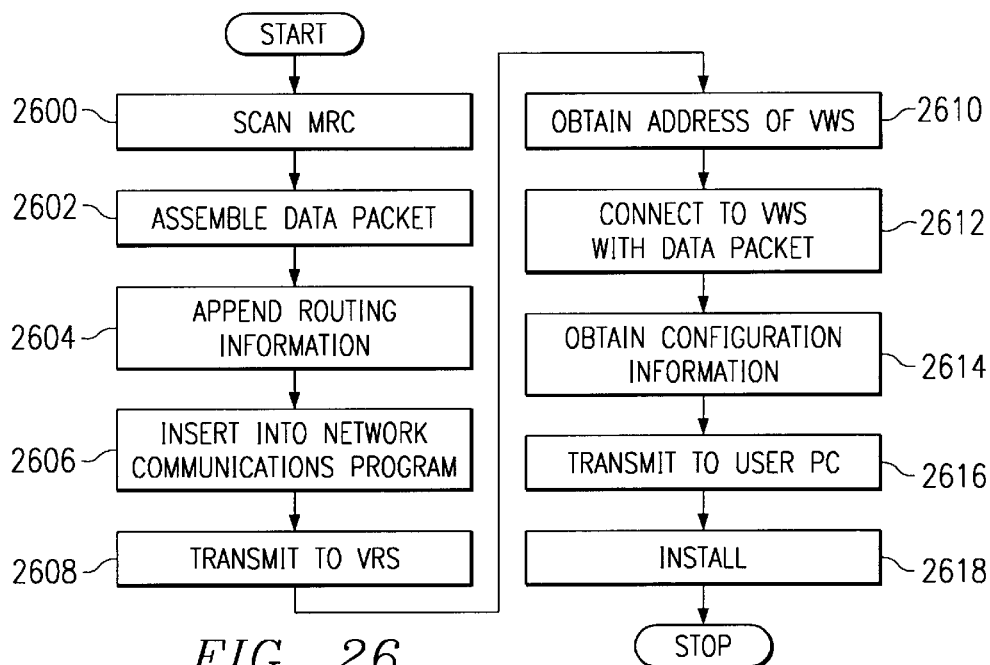 START
2600
SCAN MRC
2602
ASSEMBLE DATA PACKET
2604
APPEND ROUTING
INFORMATION
2606
INSERT INTO NETWORK
COMMUNICATIONS PROGRAM
2608
TRANSMIT TO VRS
OBTAIN ADDRESS OF VWS
2610
CONNECT TO VWS
WITH DATA PACKET
2612
OBTAIN CONFIGURATION
INFORMATION
2614
TRANSMIT TO USER PC
2616
INSTALL
2618
STOP
FIG. 26